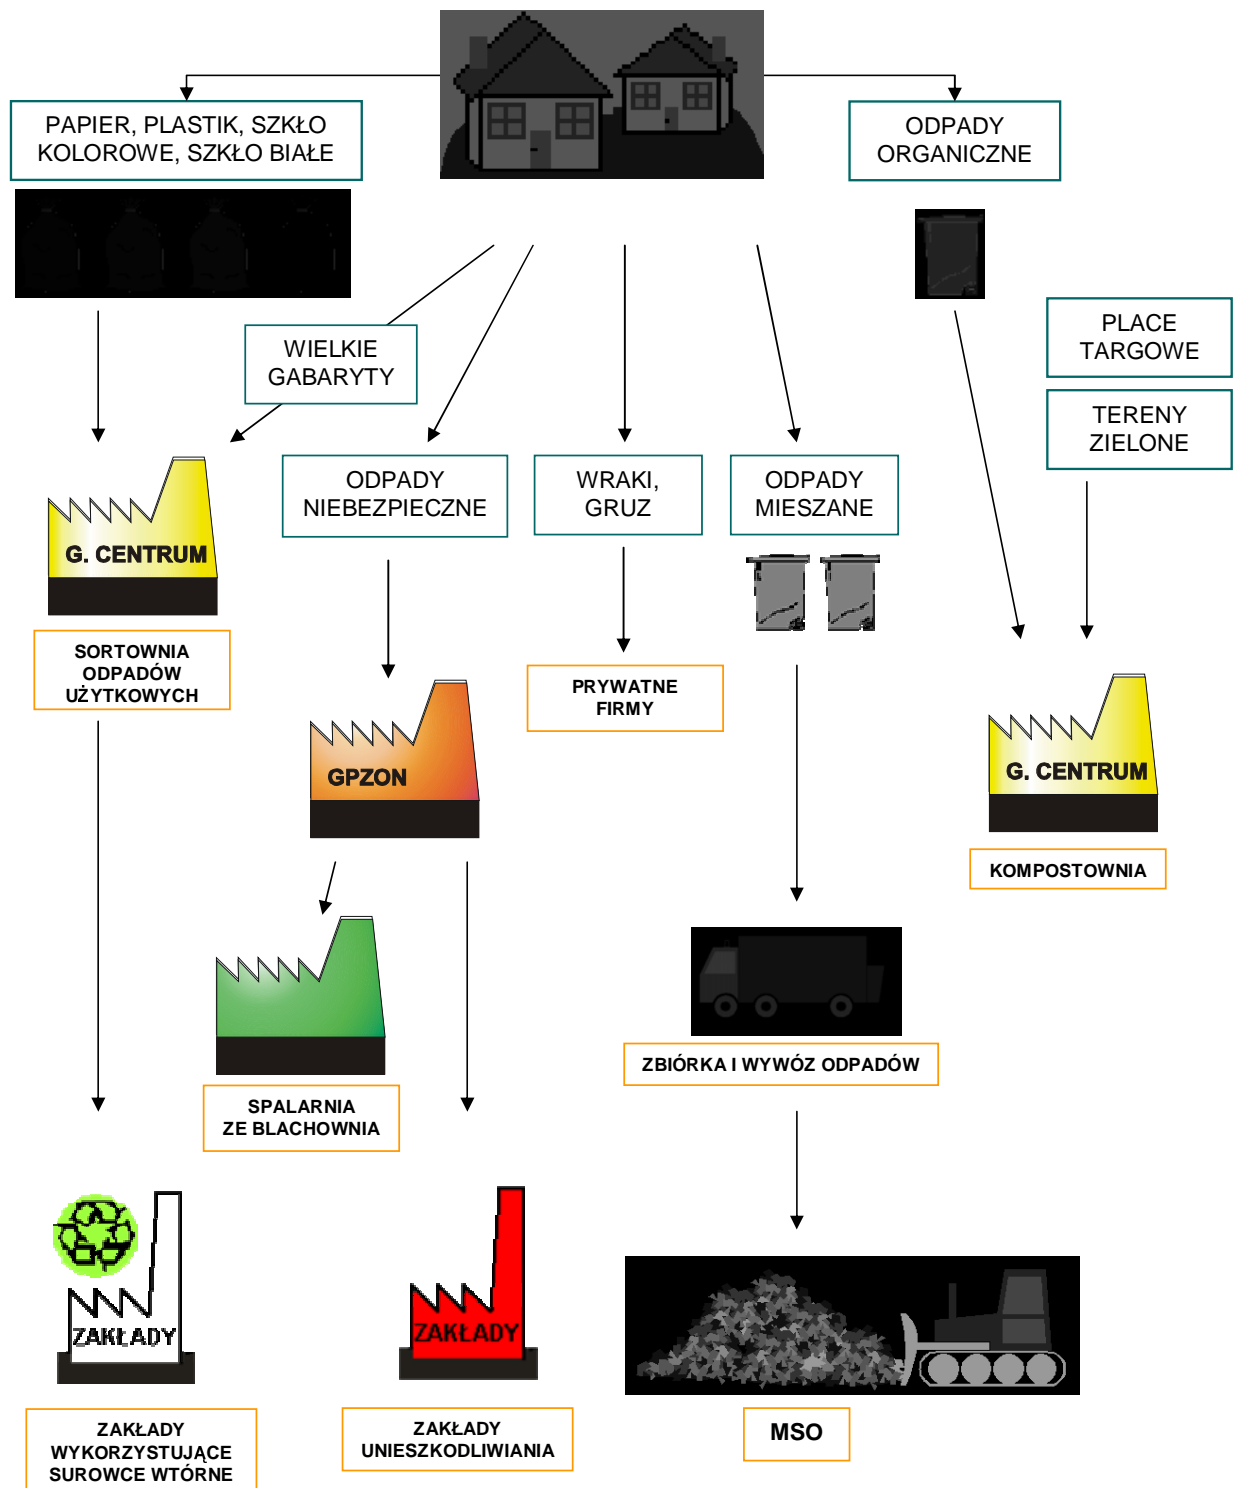 PAPIER, PLASTIK, SZKŁO
KOLOROWE, SZKŁO BIAŁE
ODPADY
ORGANICZNE
WIELKIE
GABARYTY
PLACE
TARGOWE
TERENY
ZIELONE
ODPADY
NIEBEZPIECZNE
WRAKI,
GRUZ
ODPADY
MIESZANE
G. CENTRUM
SORTOWNIA
ODPADÓW
UŻYTKOWYCH
PRYWATNE
FIRMY
GPZON
G. CENTRUM
KOMPOSTOWNIA
ZBIÓRKA I WYWÓZ ODPADÓW
SPALARNIA
ZE BLACHOWNIA
ZAKŁADY
ZAKŁADY
ZAKŁADY
WYKORZYSTUJĄCE
SUROWCE WTÓRNE
ZAKŁADY
UNIESZKODLIWIANIA
MSO